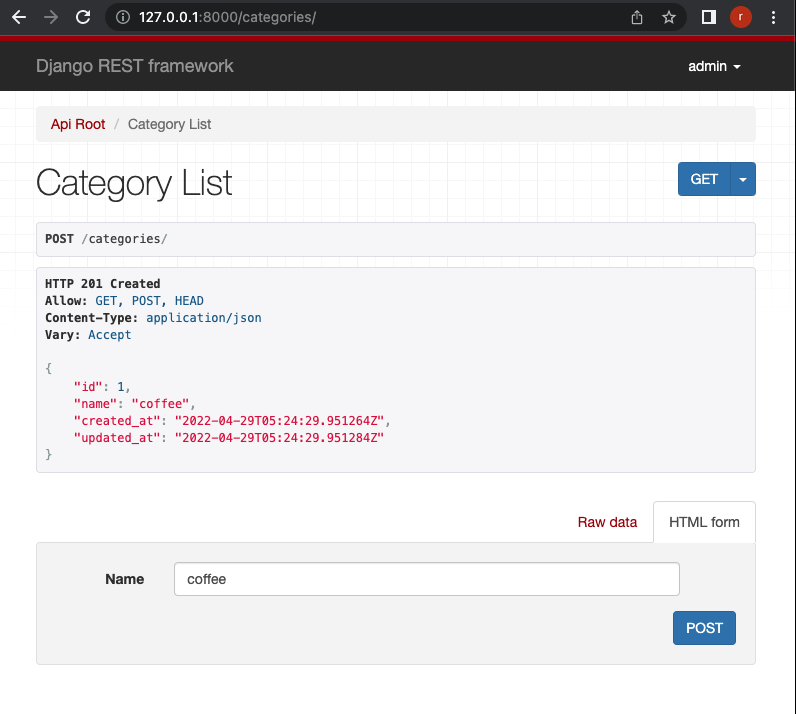 127.0.0.1:8000/categories/
r
Django REST framework
admin
Api Root / Category List
Category List
GET
POST /categories/
HTTP 201 Created
Allow: GET, POST, HEAD
Content-Type: application/json
Vary: Accept
{
    "id": 1,
    "name": "coffee",
    "created_at": "2022-04-29T05:24:29.951264Z",
    "updated_at": "2022-04-29T05:24:29.951284Z"
}
Raw data
HTML form
Name
coffee
POST